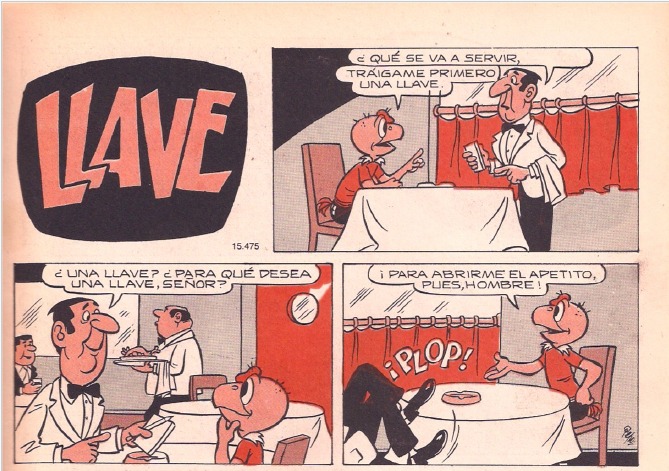 LLAVE
15.475
¿ QUÉ SE VA A SERVIR,
TRÁIGAME PRIMERO
UNA LLAVE.
¿ UNA LLAVE? ¿ PARA QUÉ DESEA
UNA LLAVE, SEÑOR?
¡ PARA ABRIRME EL APETITO,
PUES, HOMBRE!
¡PLOP!